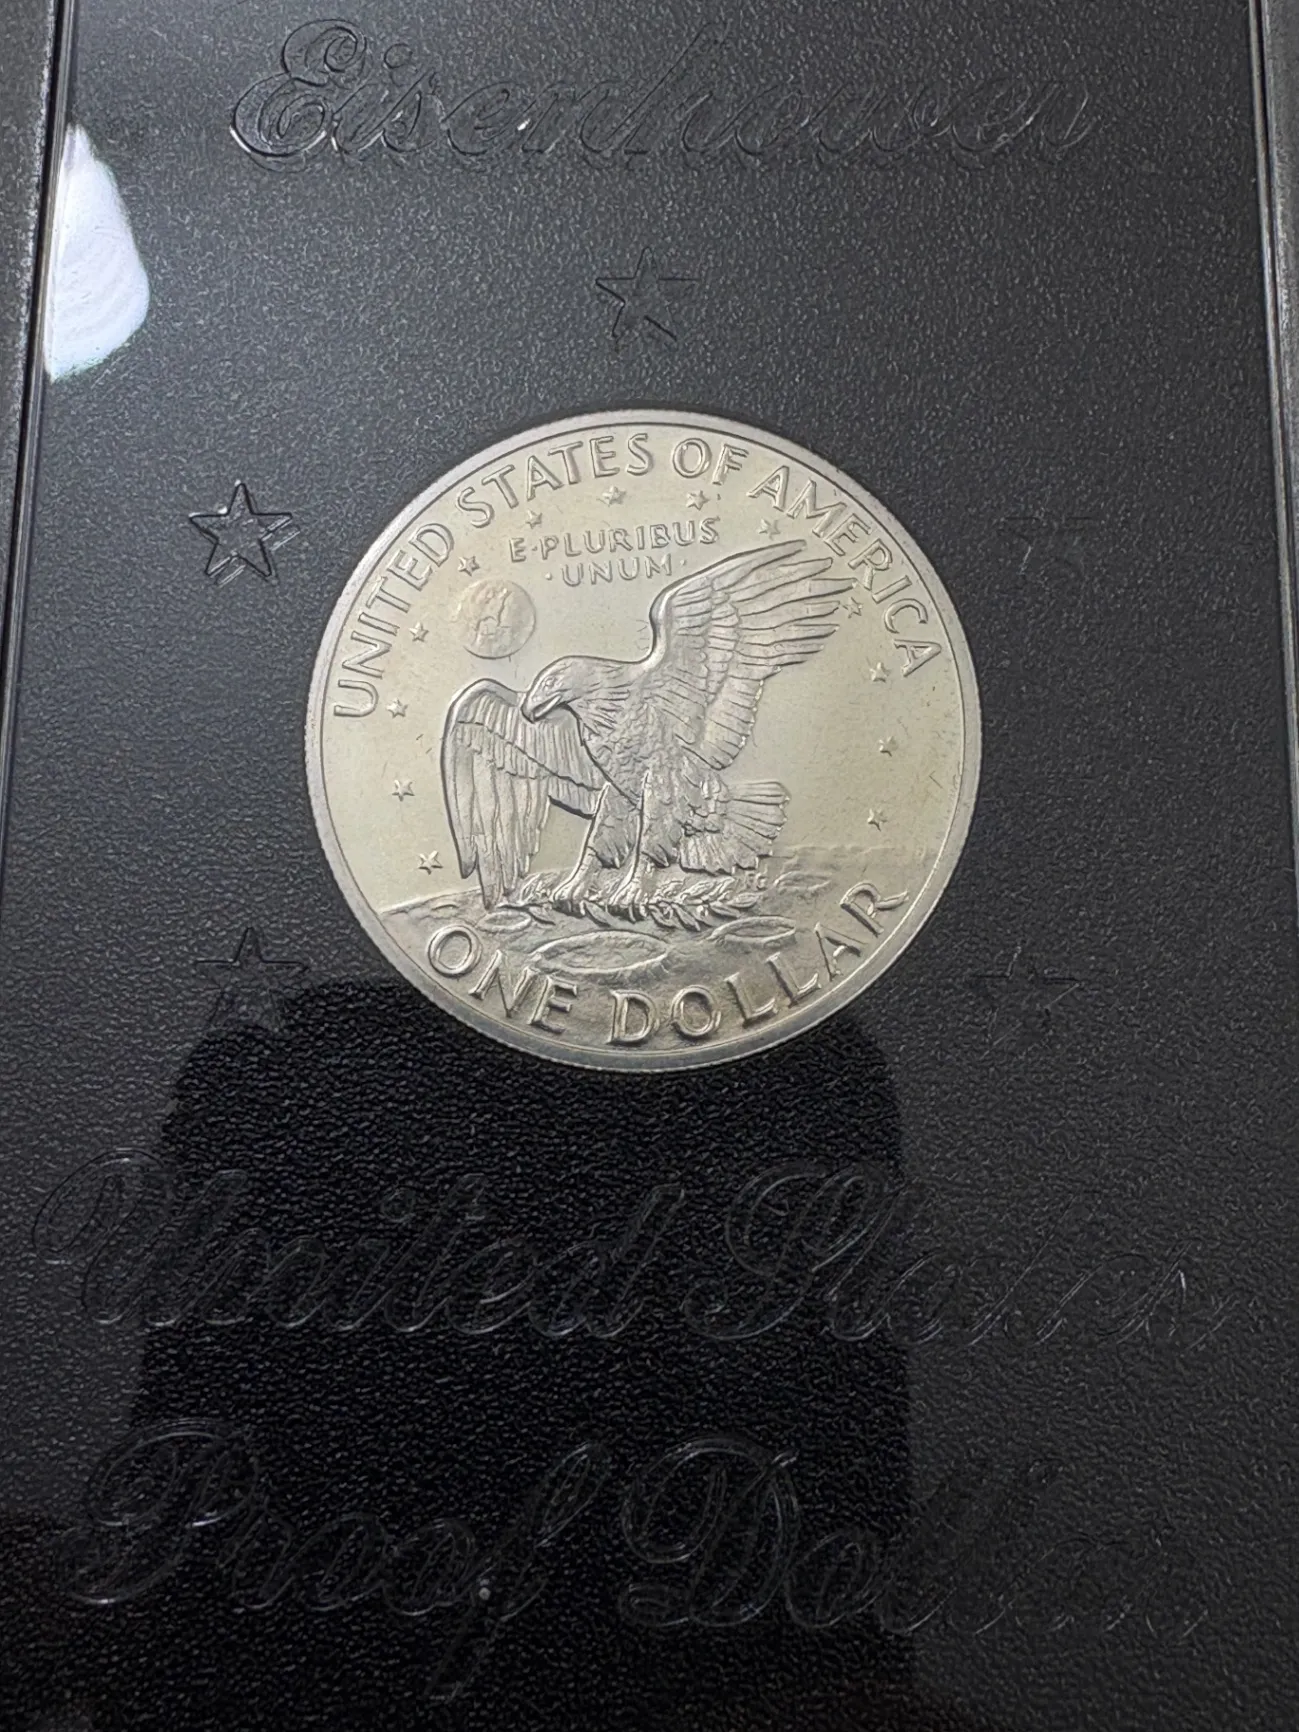 Eisenhower
UNITED STATES OF AMERICA
E·PLURIBUS
·UNUM·
ONE DOLLAR
United States
Proof Dollar